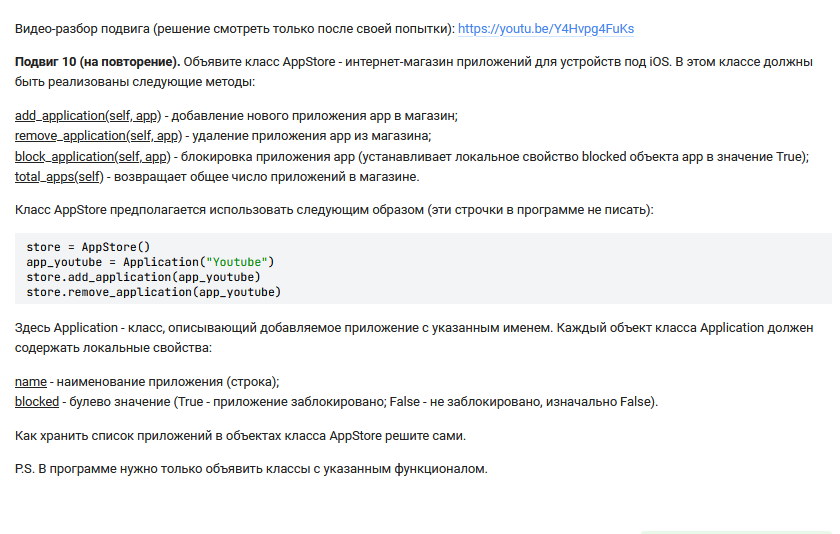 Видео-разбор подвига (решение смотреть только после своей попытки): https://youtu.be/Y4Hvpg4FuKs
Подвиг 10 (на повторение). Объявите класс AppStore - интернет-магазин приложений для устройств под iOS. В этом классе должны
быть реализованы следующие методы:
add_application(self, app) - добавление нового приложения app в магазин;
remove_application(self, app) - удаление приложения app из магазина;
block_application(self, app) - блокировка приложения app (устанавливает локальное свойство blocked объекта app в значение True);
total_apps(self) - возвращает общее число приложений в магазине.
Класс AppStore предполагается использовать следующим образом (эти строчки в программе не писать):
store = AppStore()
app_youtube = Application("Youtube")
store.add_application(app_youtube)
store.remove_application(app_youtube)
Здесь Application - класс, описывающий добавляемое приложение с указанным именем. Каждый объект класса Application должен
содержать локальные свойства:
name - наименование приложения (строка);
blocked - булево значение (True - приложение заблокировано; False - не заблокировано, изначально False).
Как хранить список приложений в объектах класса AppStore решите сами.
P.S. В программе нужно только объявить классы с указанным функционалом.